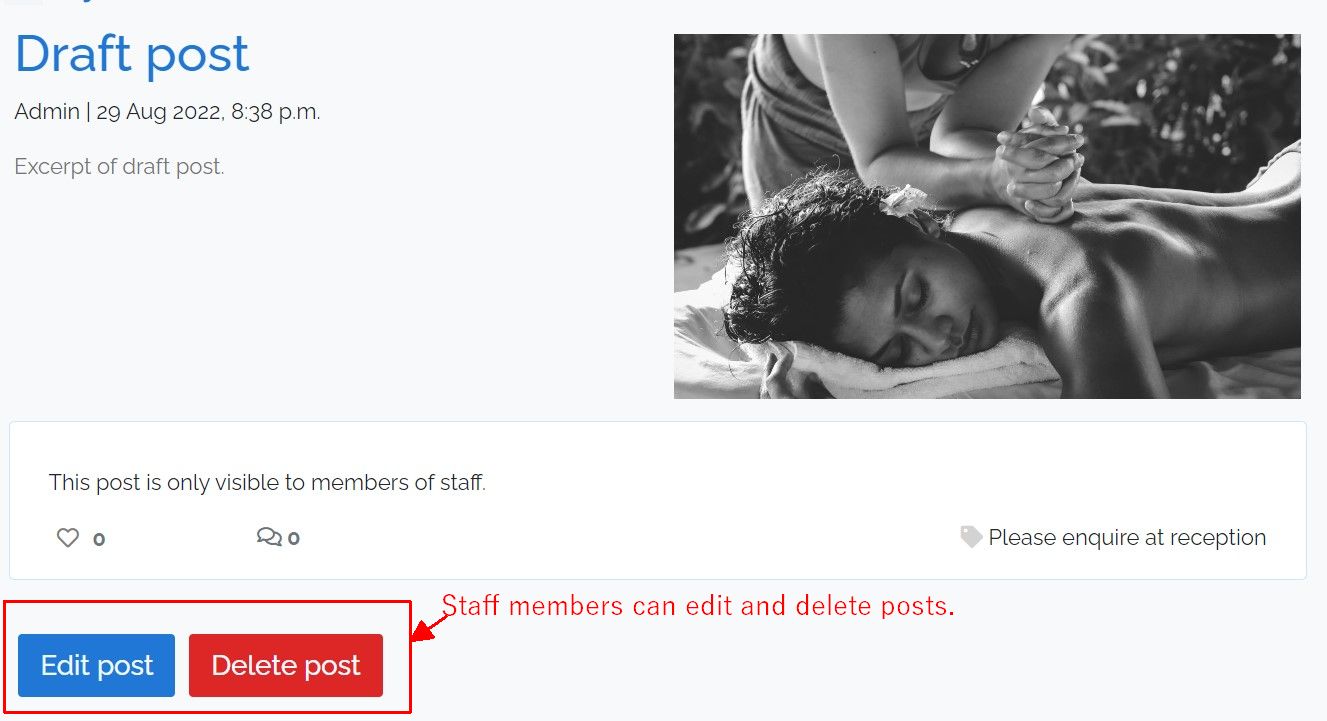 Draft post
Admin | 29 Aug 2022, 8:38 p.m.
Excerpt of draft post.
This post is only visible to members of staff.
0 0 Please enquire at reception
Staff members can edit and delete posts.
Edit post Delete post